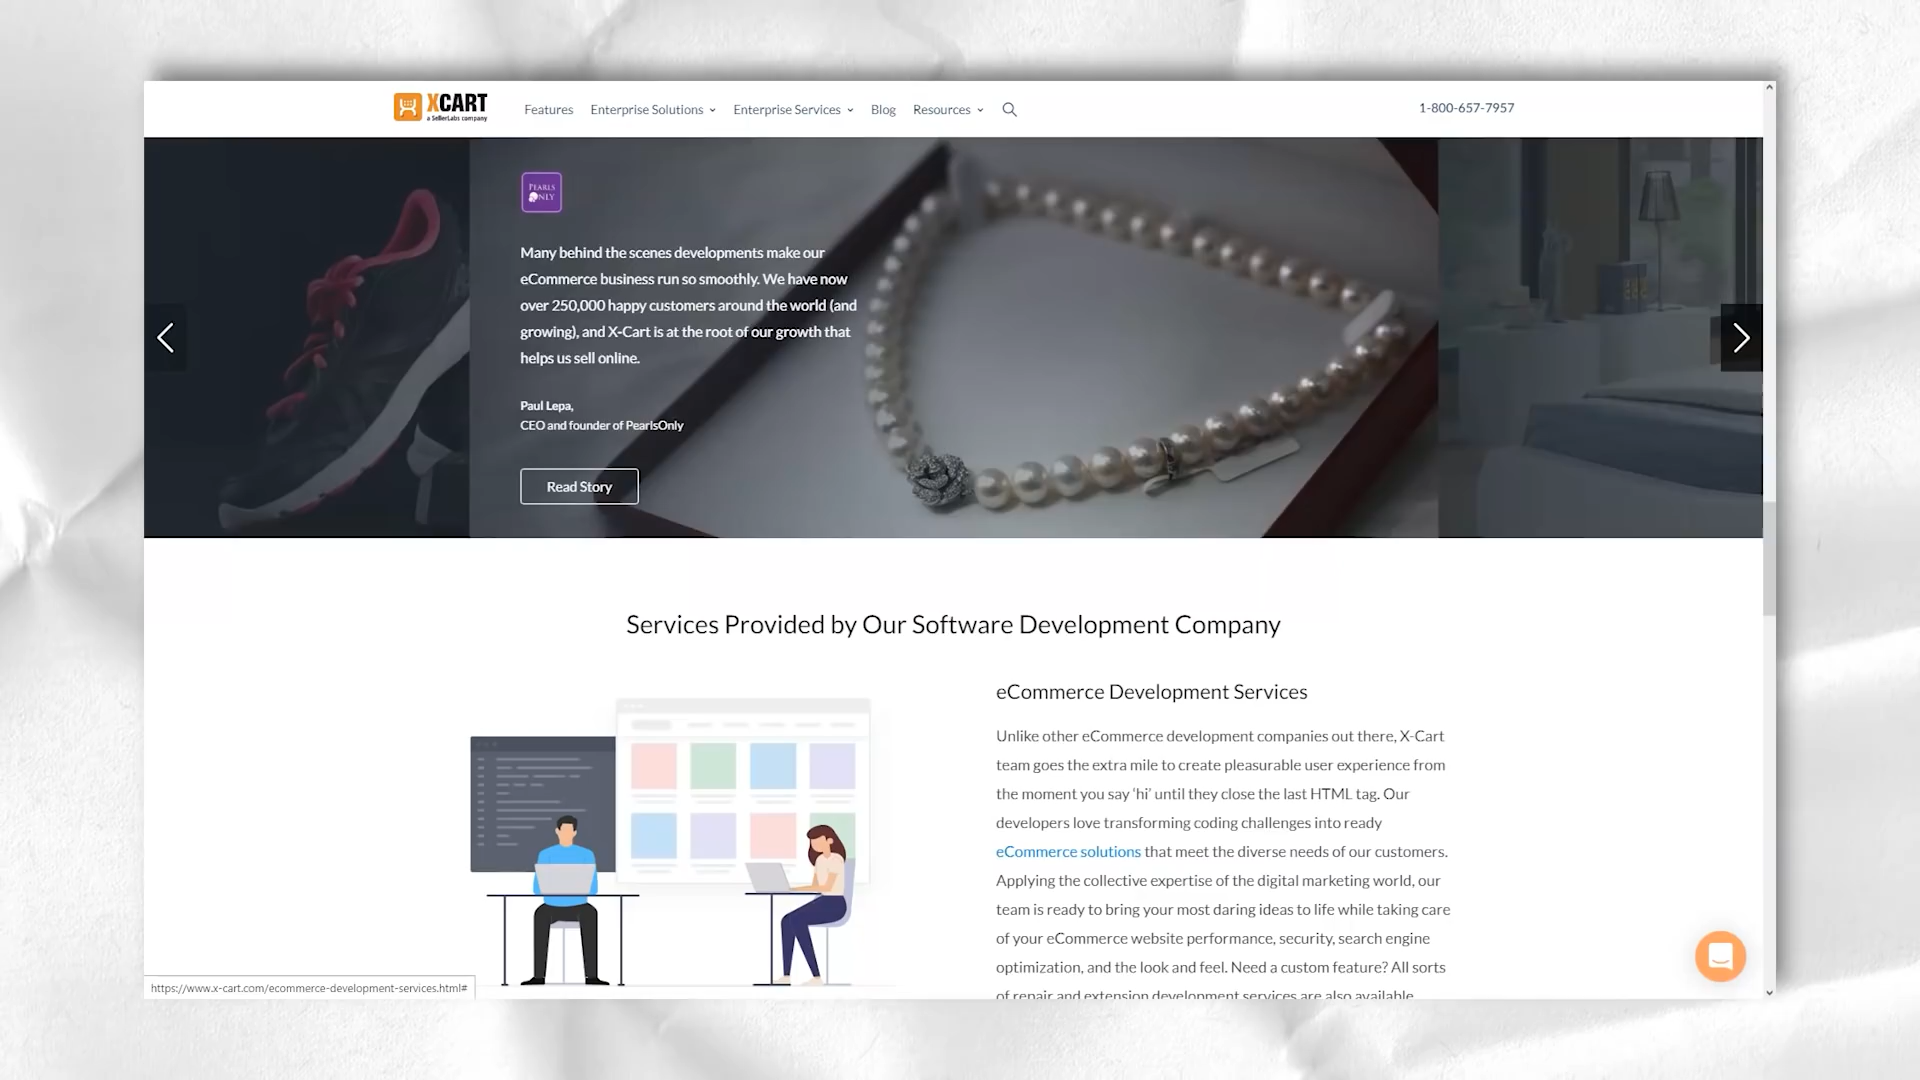 XCART
a SellerLabs company
Features Enterprise Solutions Enterprise Services Blog Resources 1-800-657-7957
PEARLS
ONLY
Many behind the scenes developments make our
eCommerce business run so smoothly. We have now
over 250,000 happy customers around the world (and
growing), and X-Cart is at the root of our growth that
helps us sell online.
Paul Lepa,
CEO and founder of PearlsOnly
Read Story
Services Provided by Our Software Development Company
eCommerce Development Services
Unlike other eCommerce development companies out there, X-Cart
team goes the extra mile to create pleasurable user experience from
the moment you say ‘hi’ until they close the last HTML tag. Our
developers love transforming coding challenges into ready
eCommerce solutions that meet the diverse needs of our customers.
Applying the collective expertise of the digital marketing world, our
team is ready to bring your most daring ideas to life while taking care
of your eCommerce website performance, security, search engine
optimization, and the look and feel. Need a custom feature? All sorts
of repair and extension development services are also available.
https://www.x-cart.com/ecommerce-development-services.html#